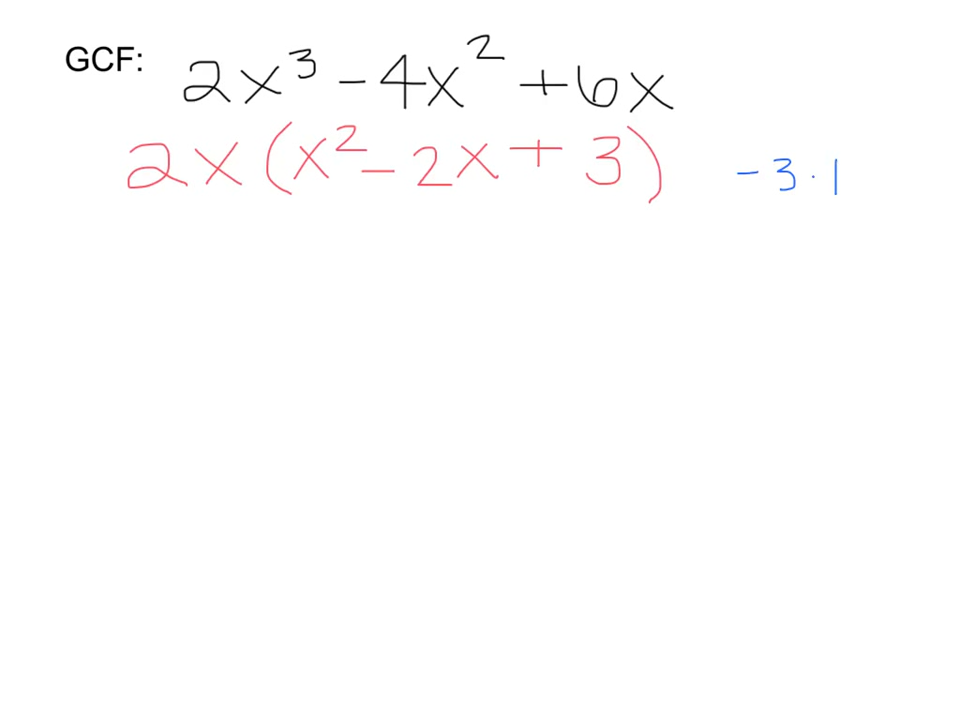 GCF: 2x³ - 4x² + 6x
2x(x² - 2x + 3) -3 · 1